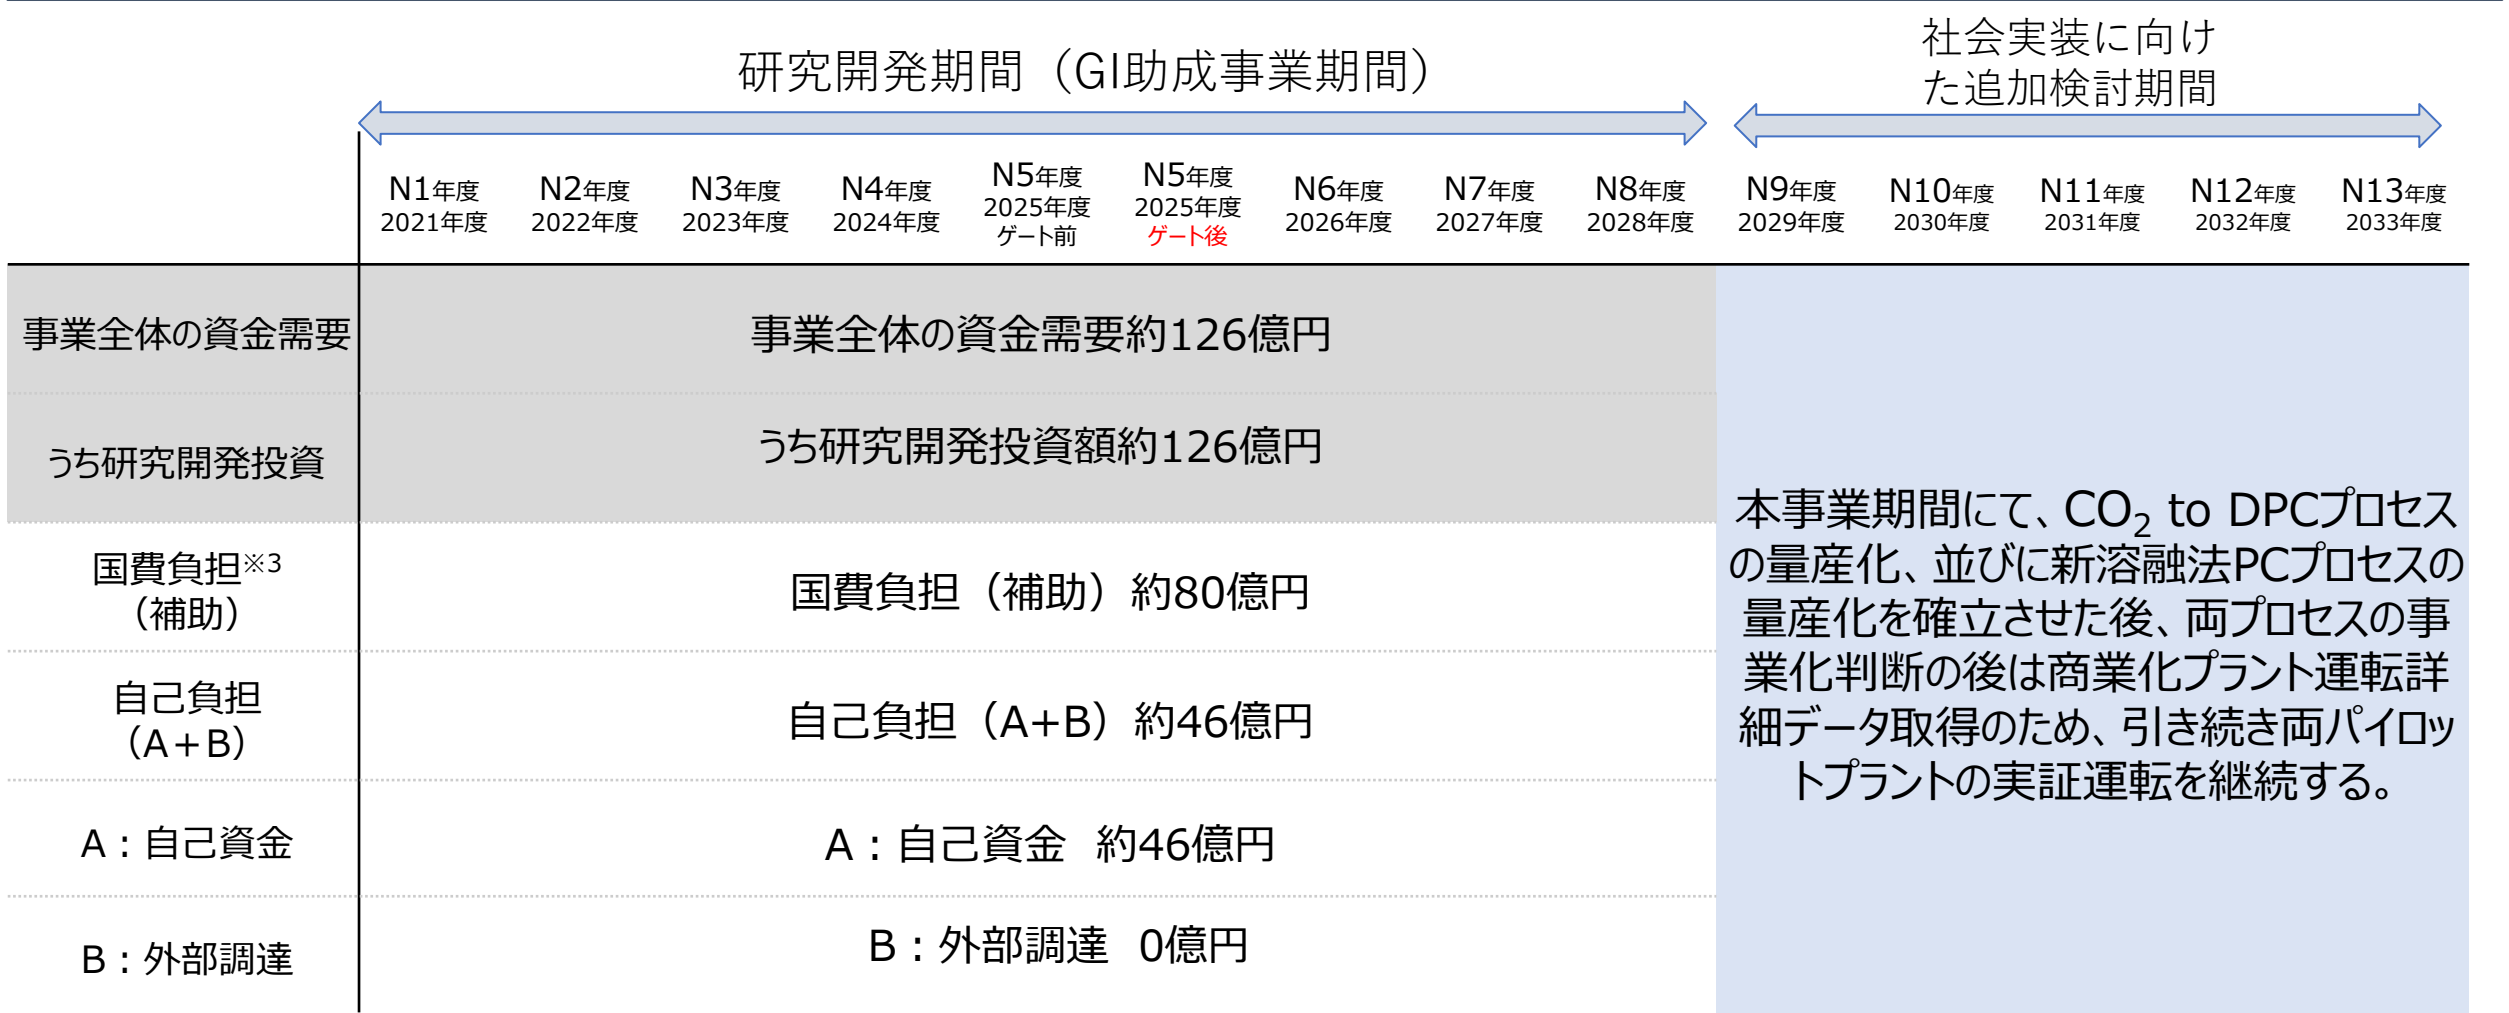 研究開発期間（GI助成事業期間）
社会実装に向け
た追加検討期間
N1年度
2021年度
N2年度
2022年度
N3年度
2023年度
N4年度
2024年度
N5年度
2025年度
ゲート前
N5年度
2025年度
ゲート後
N6年度
2026年度
N7年度
2027年度
N8年度
2028年度
N9年度
2029年度
N10年度
2030年度
N11年度
2031年度
N12年度
2032年度
N13年度
2033年度
事業全体の資金需要
事業全体の資金需要約126億円
うち研究開発投資
うち研究開発投資額約126億円
国費負担※3
（補助）
国費負担（補助）約80億円
自己負担
（A＋B）
自己負担（A+B）約46億円
A：自己資金
A：自己資金 約46億円
B：外部調達
B：外部調達 0億円
本事業期間にて、CO₂ to DPCプロセス
の量産化、並びに新溶融法PCプロセスの
量産化を確立させた後、両プロセスの事
業化判断の後は商業化プラント運転詳
細データ取得のため、引き続き両パイロッ
トプラントの実証運転を継続する。